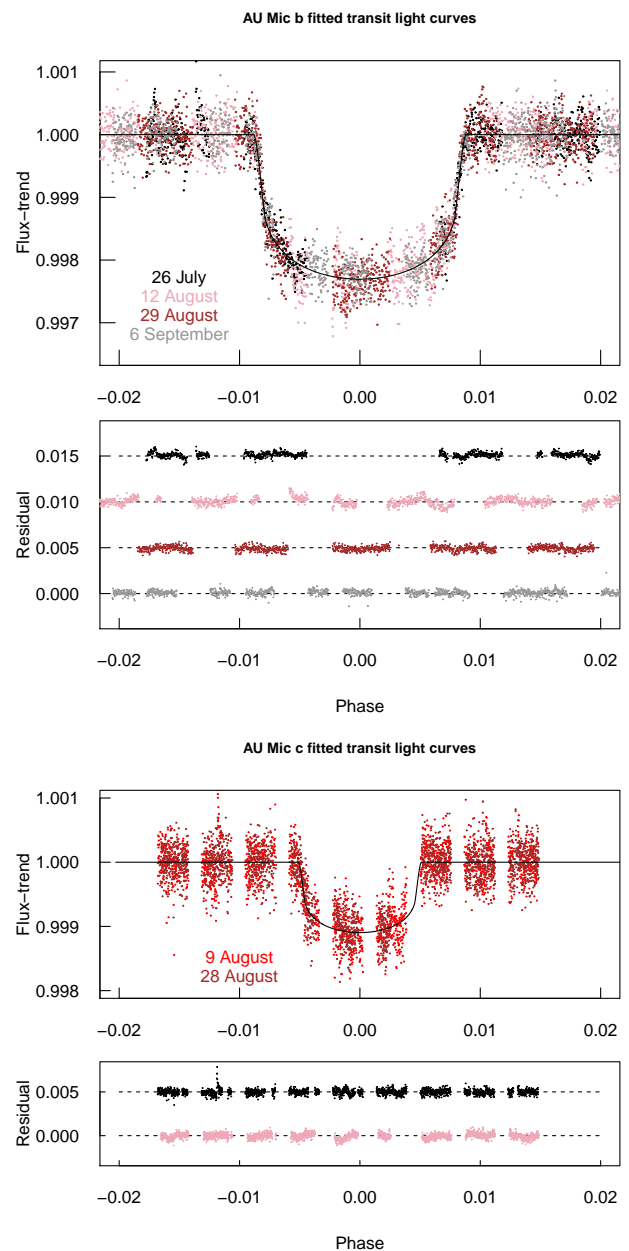 AU Mic b fitted transit light curves
Flux−trend
1.001
1.000
0.999
0.998
0.997
26 July
12 August
29 August
6 September
−0.02 −0.01 0.00 0.01 0.02
Residual
0.015
0.010
0.005
0.000
−0.02 −0.01 0.00 0.01 0.02
Phase
AU Mic c fitted transit light curves
Flux−trend
1.001
1.000
0.999
0.998
9 August
28 August
−0.02 −0.01 0.00 0.01 0.02
Residual
0.005
0.000
−0.02 −0.01 0.00 0.01 0.02
Phase